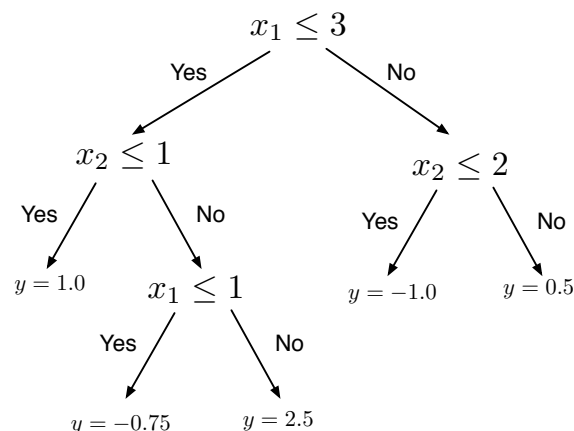 x₁ ≤ 3
Yes No
x₂ ≤ 1 x₂ ≤ 2
Yes No Yes No
y = 1.0 x₁ ≤ 1 y = −1.0 y = 0.5
Yes No
y = −0.75 y = 2.5